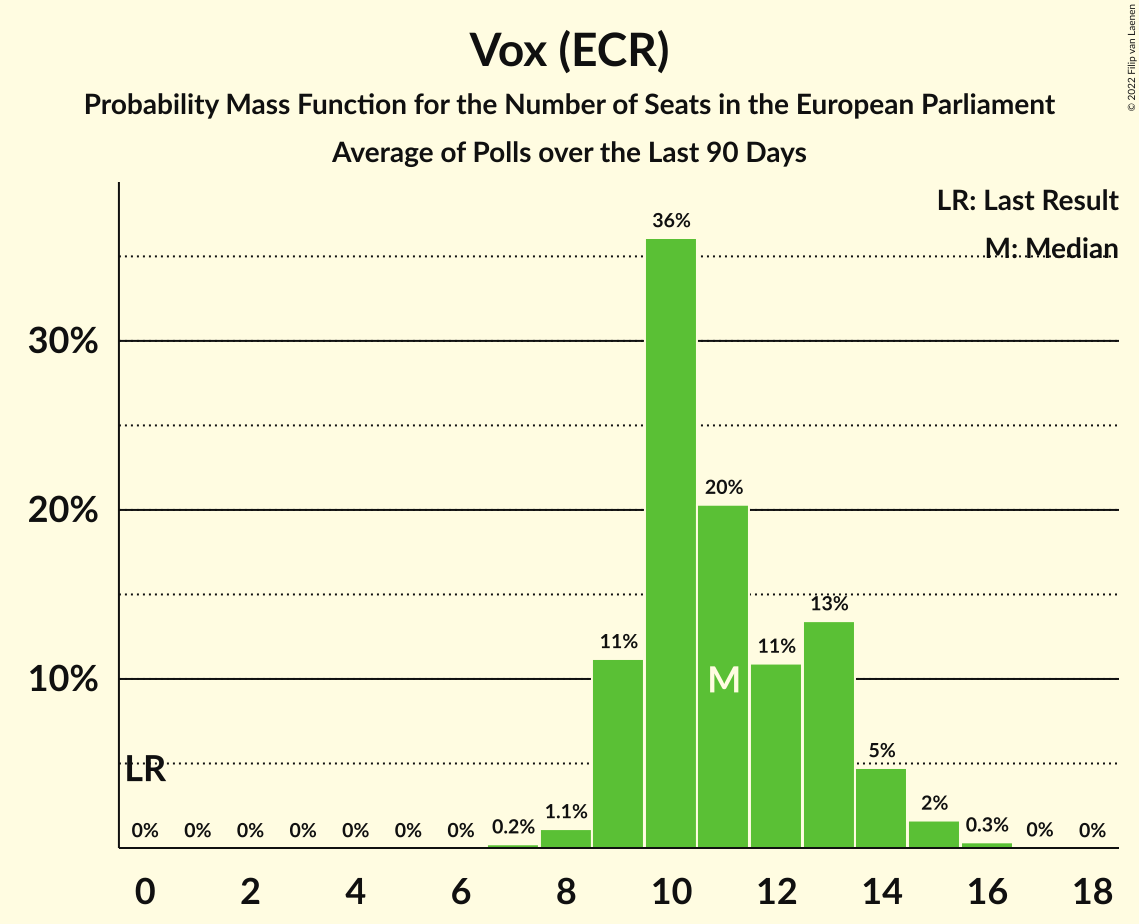 Vox (ECR)
Probability Mass Function for the Number of Seats in the European Parliament
Average of Polls over the Last 90 Days
© 2022 Filip van Laenen
LR: Last Result
M: Median
36%
30%
20%
20%
13%
11%
11%
10%
M
5%
LR
2%
1.1%
0% 0% 0% 0% 0% 0% 0% 0.2% 0.3% 0% 0%
0 2 4 6 8 10 12 14 16 18